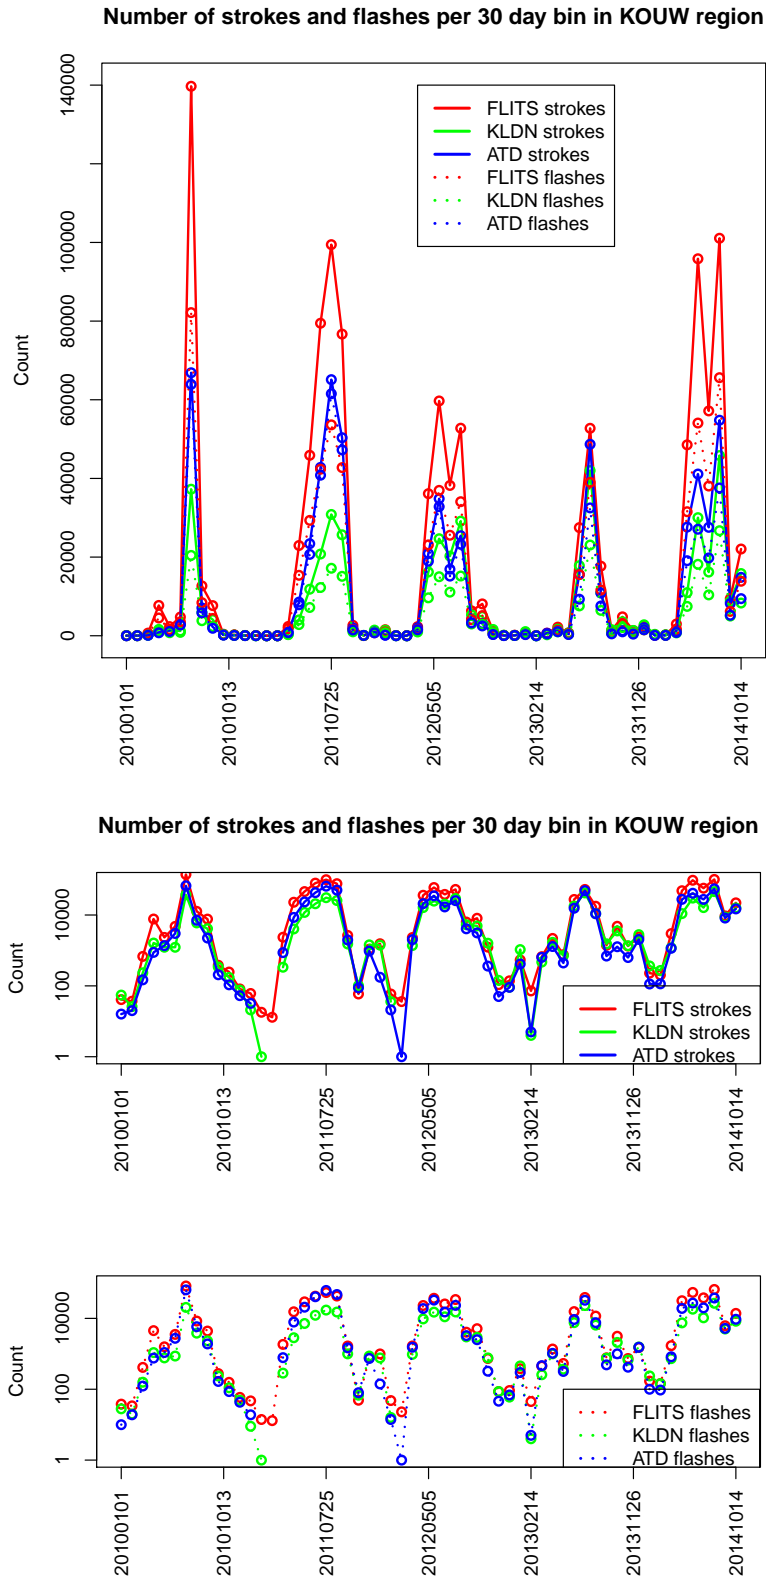 Number of strokes and flashes per 30 day bin in KOUW region
Count
140000
100000
80000
60000
40000
20000
0
FLITS strokes
KLDN strokes
ATD strokes
FLITS flashes
KLDN flashes
ATD flashes
20100101
20101013
20110725
20120505
20130214
20131126
20141014
Number of strokes and flashes per 30 day bin in KOUW region
Count
10000
100
1
FLITS strokes
KLDN strokes
ATD strokes
20100101
20101013
20110725
20120505
20130214
20131126
20141014
Count
10000
100
1
FLITS flashes
KLDN flashes
ATD flashes
20100101
20101013
20110725
20120505
20130214
20131126
20141014